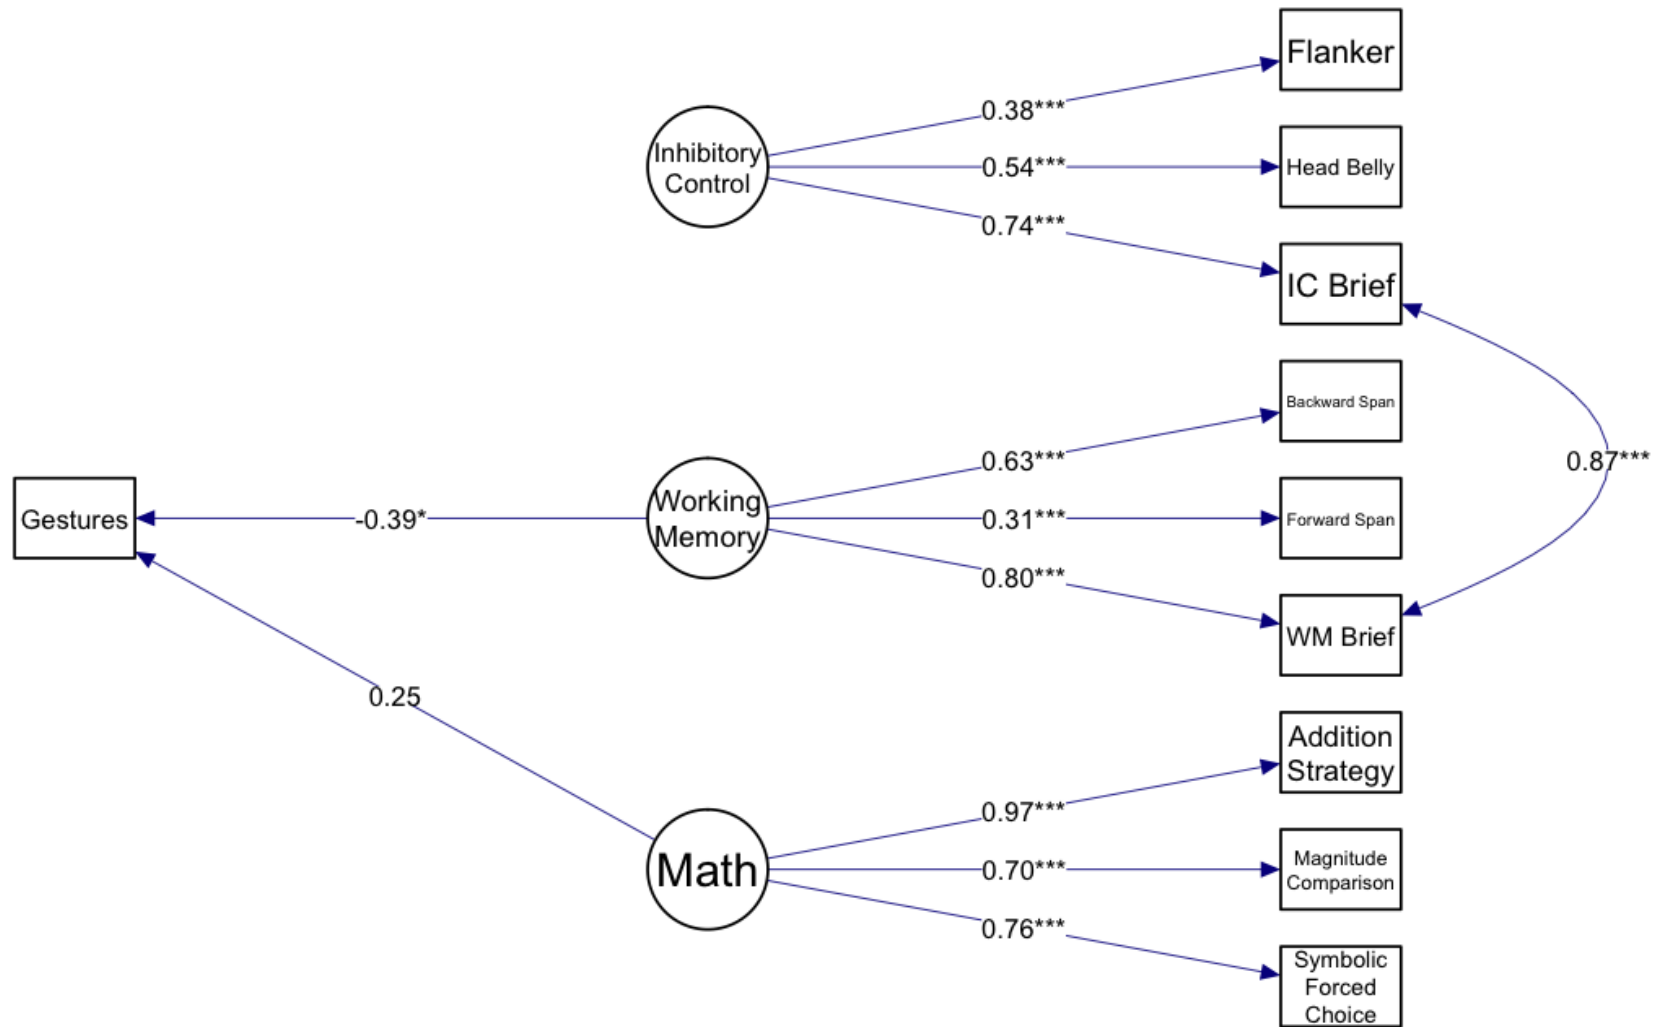 Flanker
0.38***
Inhibitory
Control
0.54***
Head Belly
0.74***
IC Brief
Backward Span
0.63***
0.87***
Gestures
-0.39*
Working
Memory
0.31***
Forward Span
0.80***
WM Brief
0.25
Addition
Strategy
0.97***
Math
0.70***
Magnitude
Comparison
0.76***
Symbolic
Forced
Choice